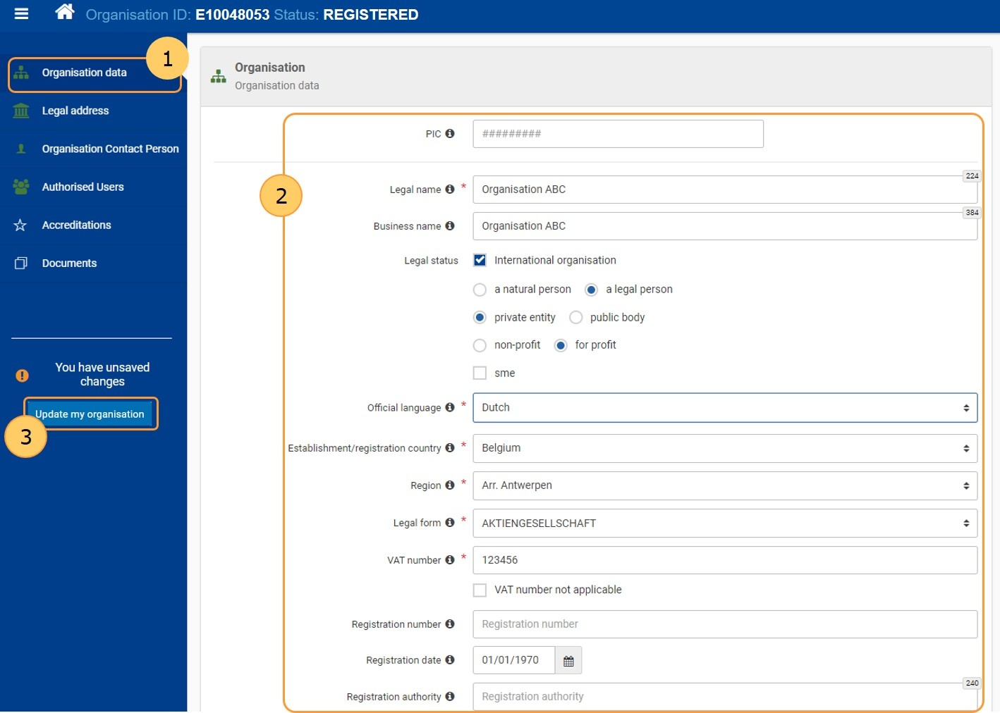 Organisation ID: E10048053 Status: REGISTERED
1
Organisation data
Legal address
Organisation Contact Person
Authorised Users
Accreditations
Documents
You have unsaved
changes
Update my organisation
3
Organisation
Organisation data
PIC #########
2
224
Legal name * Organisation ABC
384
Business name Organisation ABC
Legal status International organisation
a natural person a legal person
private entity public body
non-profit for profit
sme
Official language * Dutch
Establishment/registration country * Belgium
Region * Arr. Antwerpen
Legal form * AKTIENGESELLSCHAFT
VAT number * 123456
VAT number not applicable
Registration number Registration number
Registration date 01/01/1970
240
Registration authority Registration authority